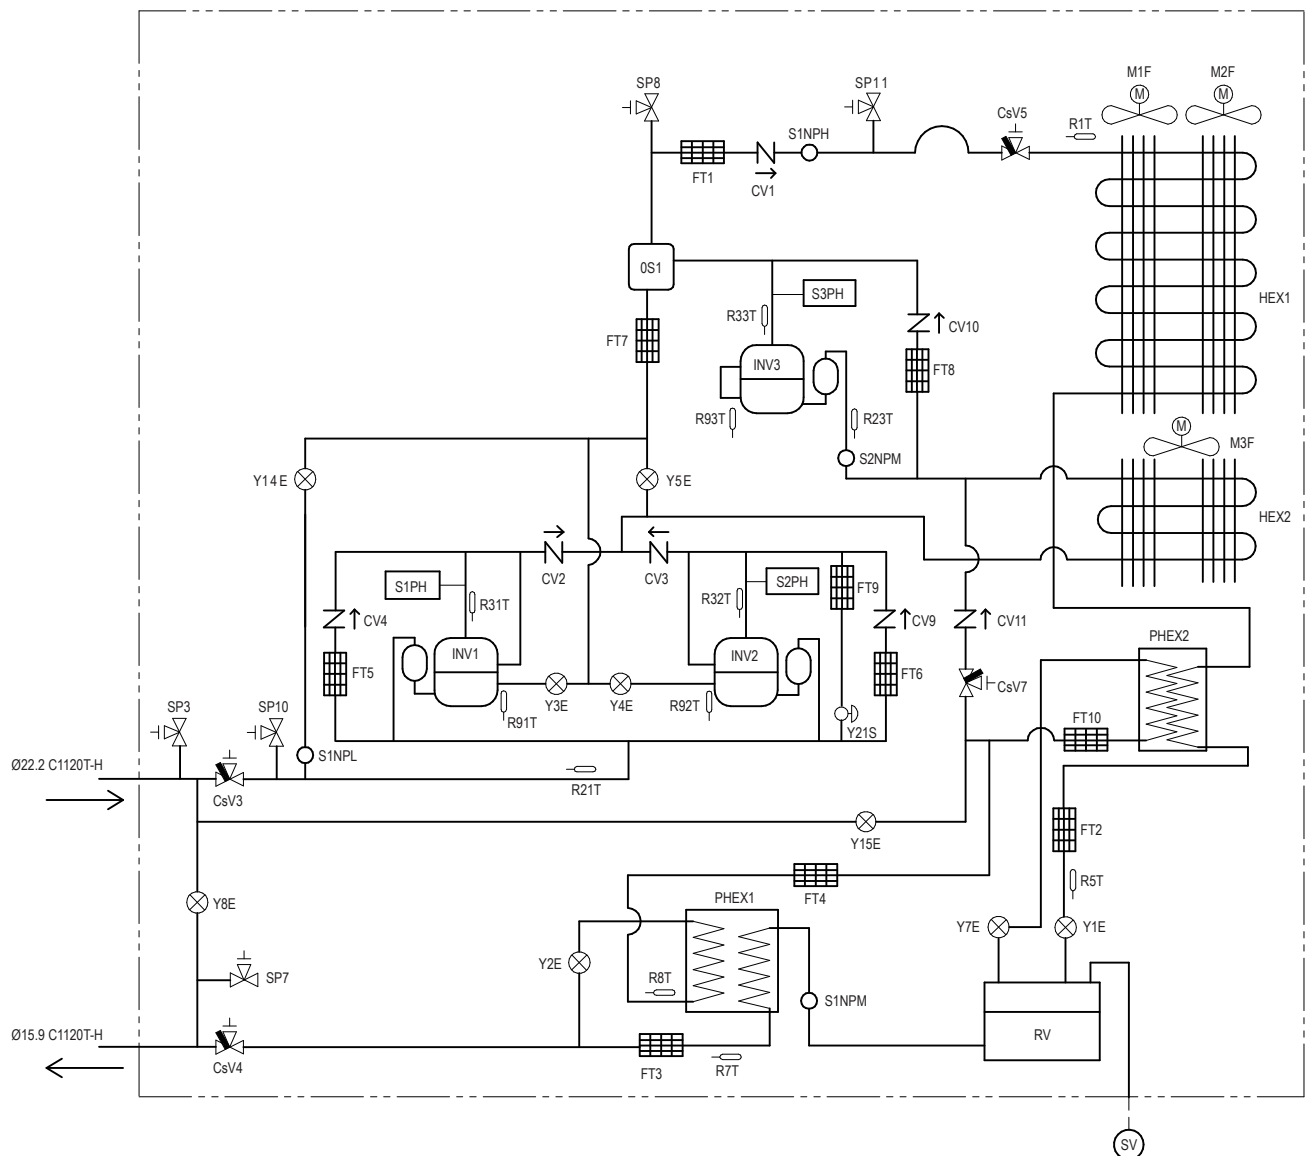 M1F
M2F
SP8
SP11
M
M
CsV5
R1T
S1NPH
FT1
CV1
0S1
S3PH
HEX1
R33T
CV10
FT7
INV3
FT8
R93T
R23T
M
M3F
S2NPM
Y14E
Y5E
HEX2
CV2
CV3
S1PH
S2PH
FT9
R31T
R32T
CV4
CV9
CV11
PHEX2
INV1
INV2
FT5
FT6
CsV7
Y3E
Y4E
SP3
SP10
R91T
R92T
FT10
Y21S
S1NPL
Ø22.2 C1120T-H
CsV3
R21T
FT2
Y15E
R5T
FT4
PHEX1
Y8E
Y7E
Y1E
Y2E
SP7
R8T
S1NPM
Ø15.9 C1120T-H
RV
CsV4
FT3
R7T
SV